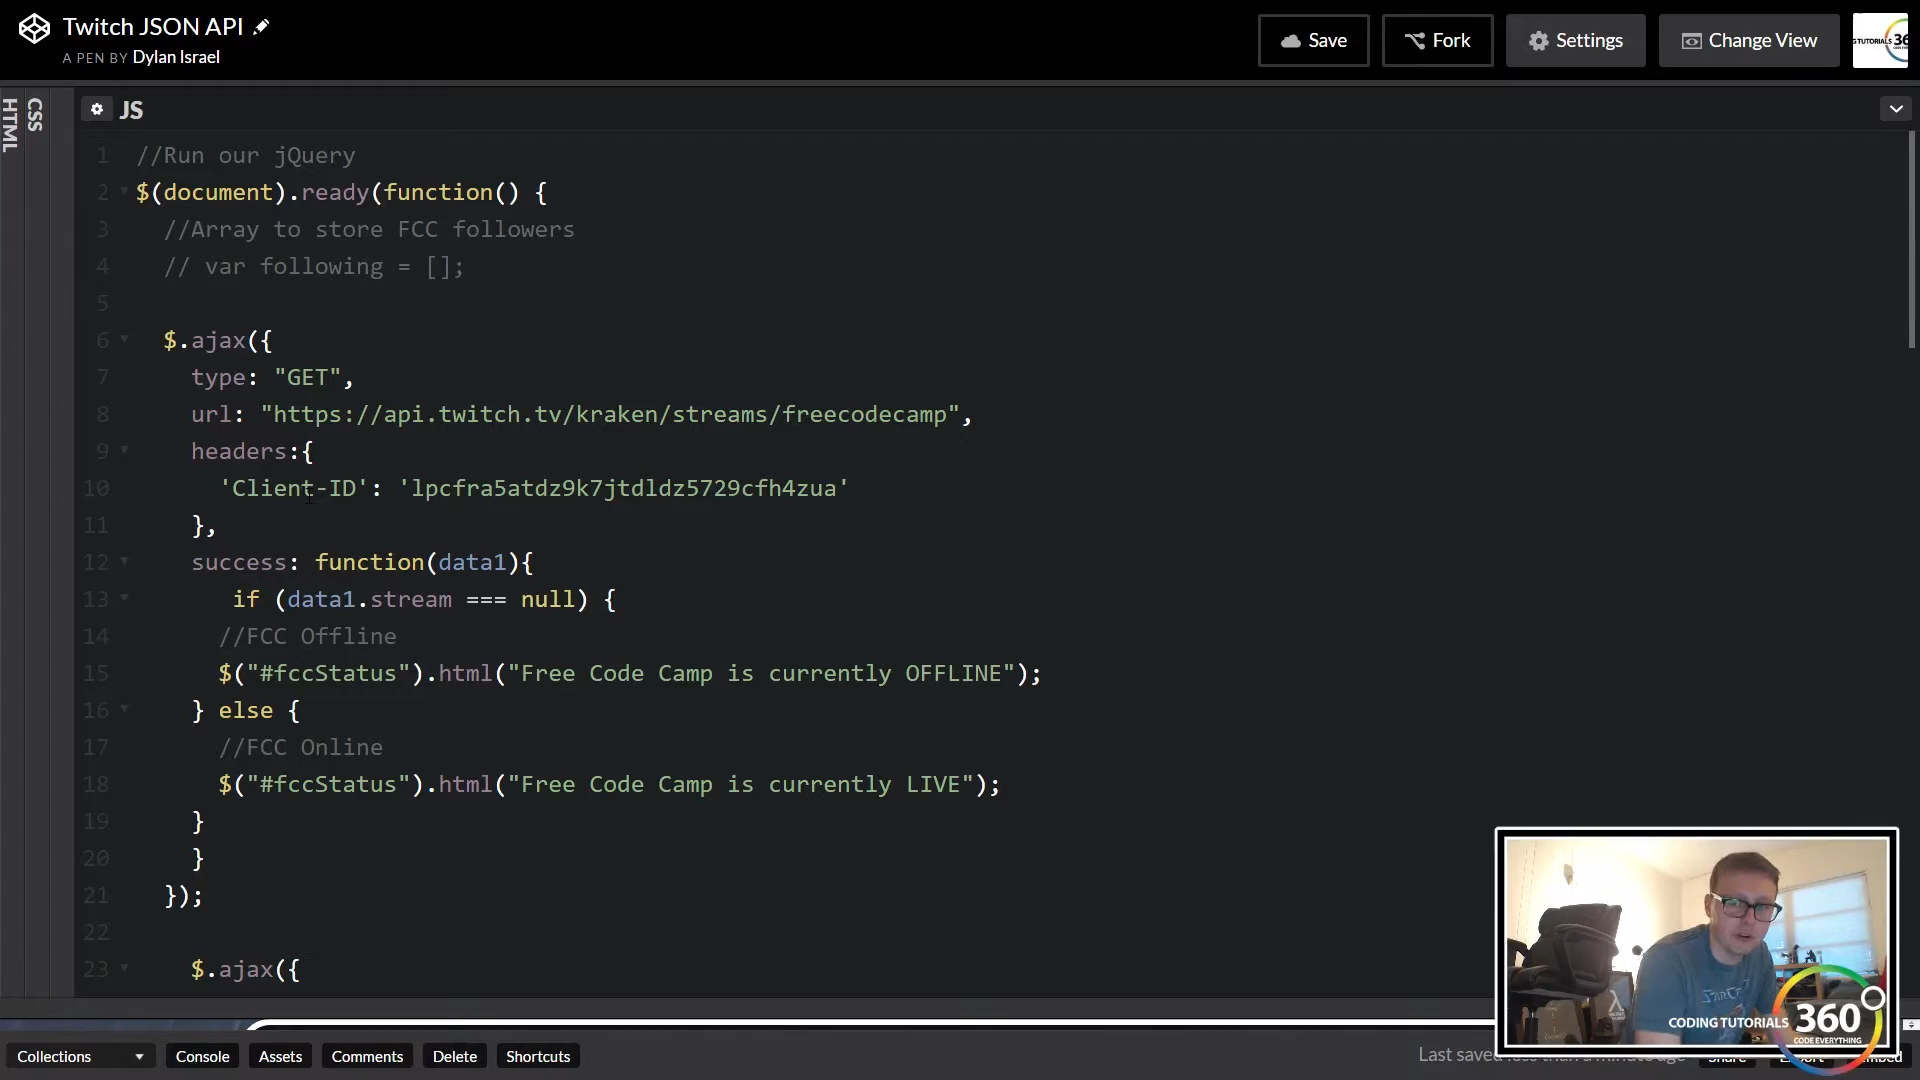 Twitch JSON API
A PEN BY Dylan Israel
Save
Fork
Settings
Change View
HTML
CSS
JS
1 //Run our jQuery
2 $(document).ready(function() {
3 //Array to store FCC followers
4 // var following = [];
5
6 $.ajax({
7 type: "GET",
8 url: "https://api.twitch.tv/kraken/streams/freecodecamp",
9 headers:{
10 'Client-ID': 'lpcfra5atdz9k7jtdldz5729cfh4zua'
11 },
12 success: function(data1){
13 if (data1.stream === null) {
14 //FCC Offline
15 $("#fccStatus").html("Free Code Camp is currently OFFLINE");
16 } else {
17 //FCC Online
18 $("#fccStatus").html("Free Code Camp is currently LIVE");
19 }
20 }
21 });
22
23 $.ajax({
CODING TUTORIALS 360
CODE EVERYTHING
Collections
Console
Assets
Comments
Delete
Shortcuts
Last saved less than a minute ago